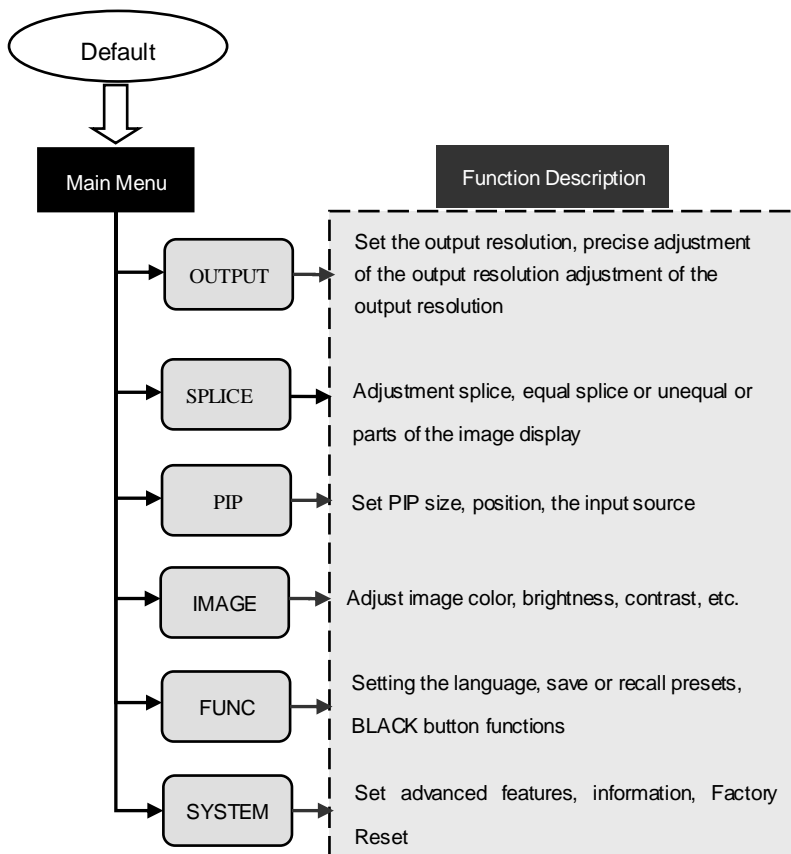 Default
Main Menu
Function Description
OUTPUT
Set the output resolution, precise adjustment
of the output resolution adjustment of the
output resolution
SPLICE
Adjustment splice, equal splice or unequal or
parts of the image display
PIP
Set PIP size, position, the input source
IMAGE
Adjust image color, brightness, contrast, etc.
FUNC
Setting the language, save or recall presets,
BLACK button functions
SYSTEM
Set advanced features, information, Factory
Reset